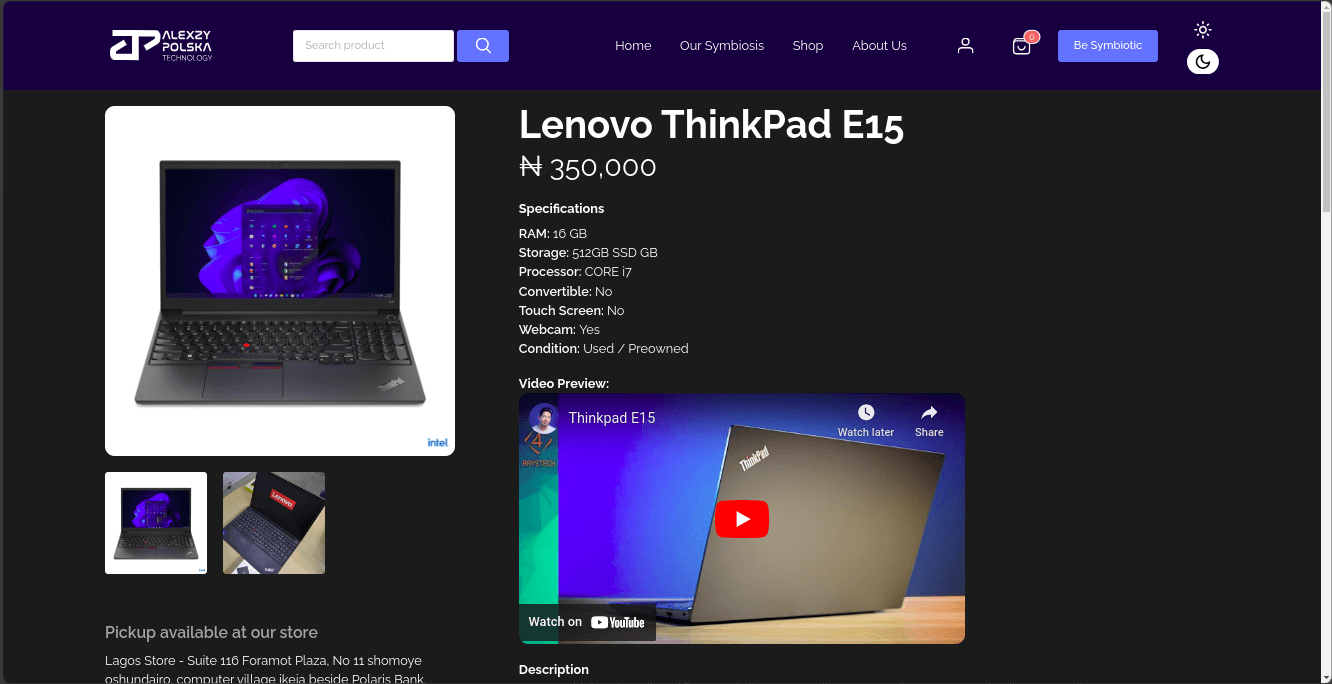 ALEXZY
POLSKA
TECHNOLOGY
Search product
Home
Our Symbiosis
Shop
About Us
0
Be Symbiotic
Lenovo ThinkPad E15
₦ 350,000
Specifications
RAM: 16 GB
Storage: 512GB SSD GB
Processor: CORE i7
Convertible: No
Touch Screen: No
Webcam: Yes
Condition: Used / Preowned
Video Preview:
Thinkpad E15
Watch later
Share
RAYSTECH
ThinkPad
Watch on YouTube
Description
ThinkPad
intel
Lenovo
Pickup available at our store
Lagos Store - Suite 116 Foramot Plaza, No 11 shomoye
oshundairo, computer village ikeja beside Polaris Bank,